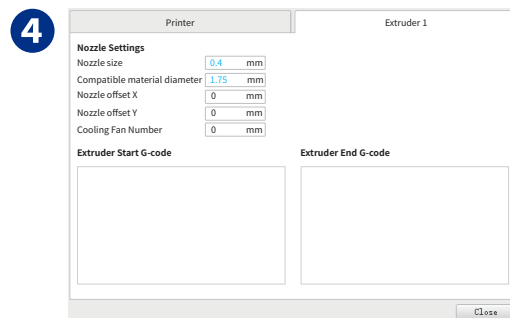 4
Printer Extruder 1
Nozzle Settings
Nozzle size 0.4 mm
Compatible material diameter 1.75 mm
Nozzle offset X 0 mm
Nozzle offset Y 0 mm
Cooling Fan Number 0 mm
Extruder Start G-code Extruder End G-code
Close